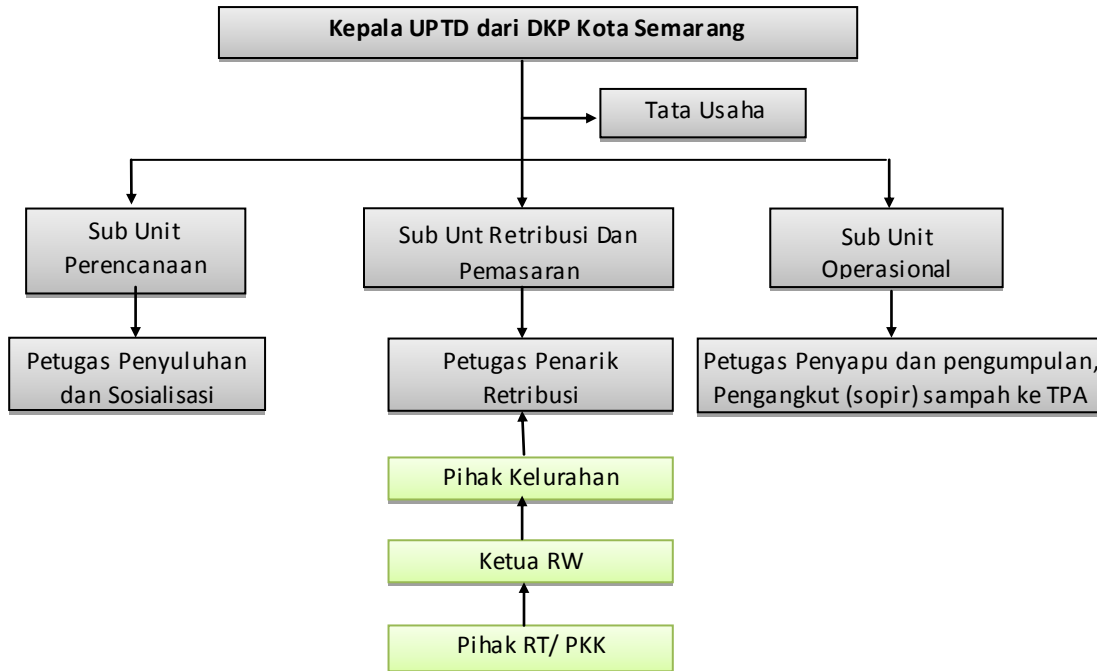 Kepala UPTD dari DKP Kota Semarang
Tata Usaha
Sub Unit
Perencanaan
Sub Unt Retribusi Dan
Pemasaran
Sub Unit
Operasional
Petugas Penyuluhan
dan Sosialisasi
Petugas Penarik
Retribusi
Petugas Penyapu dan pengumpulan,
Pengangkut (sopir) sampah ke TPA
Pihak Kelurahan
Ketua RW
Pihak RT/ PKK